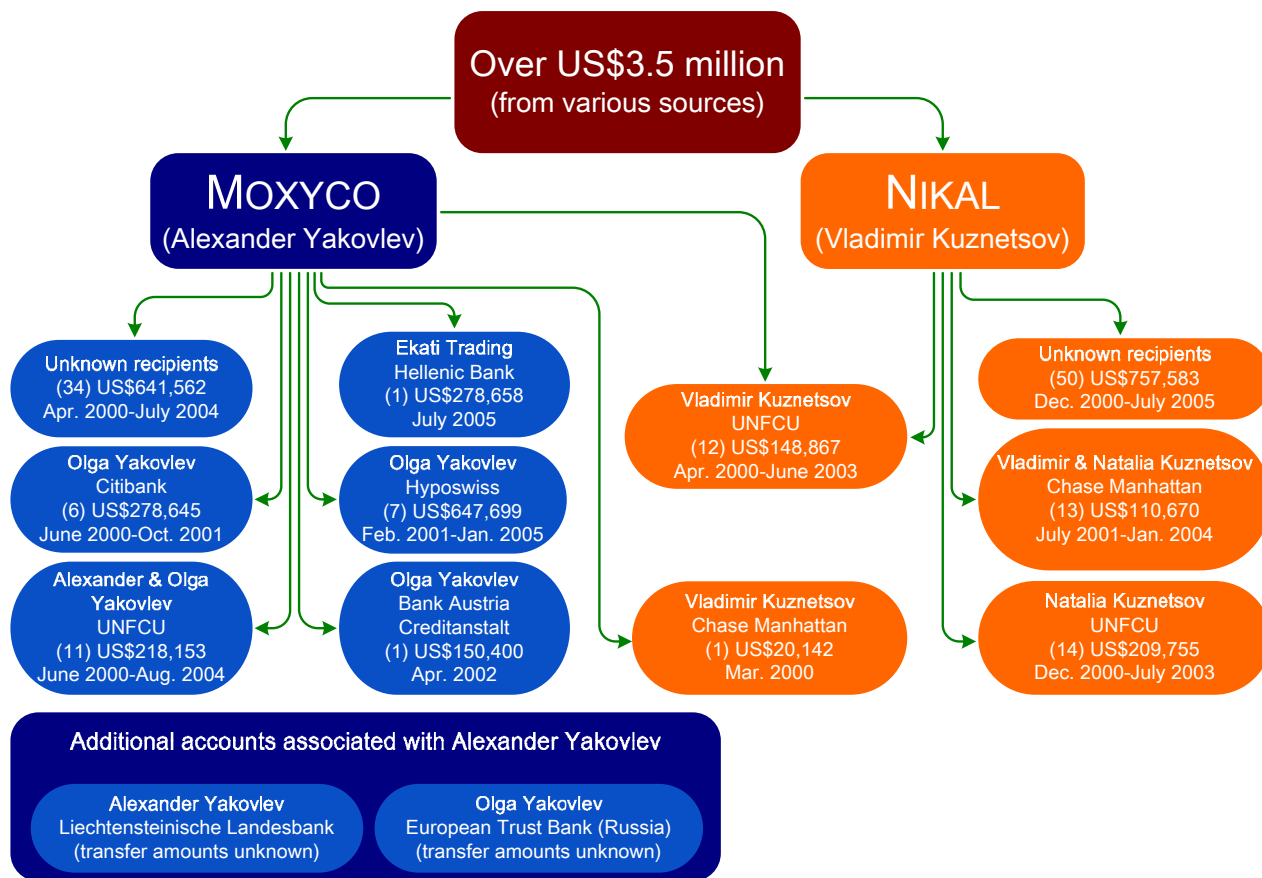 Over US$3.5 million
(from various sources)
MOXYCO
(Alexander Yakovlev)
NIKAL
(Vladimir Kuznetsov)
Unknown recipients
(34) US$641,562
Apr. 2000-July 2004
Ekati Trading
Hellenic Bank
(1) US$278,658
July 2005
Vladimir Kuznetsov
UNFCU
(12) US$148,867
Apr. 2000-June 2003
Unknown recipients
(50) US$757,583
Dec. 2000-July 2005
Olga Yakovlev
Citibank
(6) US$278,645
June 2000-Oct. 2001
Olga Yakovlev
Hyposwiss
(7) US$647,699
Feb. 2001-Jan. 2005
Vladimir & Natalia Kuznetsov
Chase Manhattan
(13) US$110,670
July 2001-Jan. 2004
Alexander & Olga
Yakovlev
UNFCU
(11) US$218,153
June 2000-Aug. 2004
Olga Yakovlev
Bank Austria
Creditanstalt
(1) US$150,400
Apr. 2002
Vladimir Kuznetsov
Chase Manhattan
(1) US$20,142
Mar. 2000
Natalia Kuznetsov
UNFCU
(14) US$209,755
Dec. 2000-July 2003
Additional accounts associated with Alexander Yakovlev
Alexander Yakovlev
Liechtensteinische Landesbank
(transfer amounts unknown)
Olga Yakovlev
European Trust Bank (Russia)
(transfer amounts unknown)